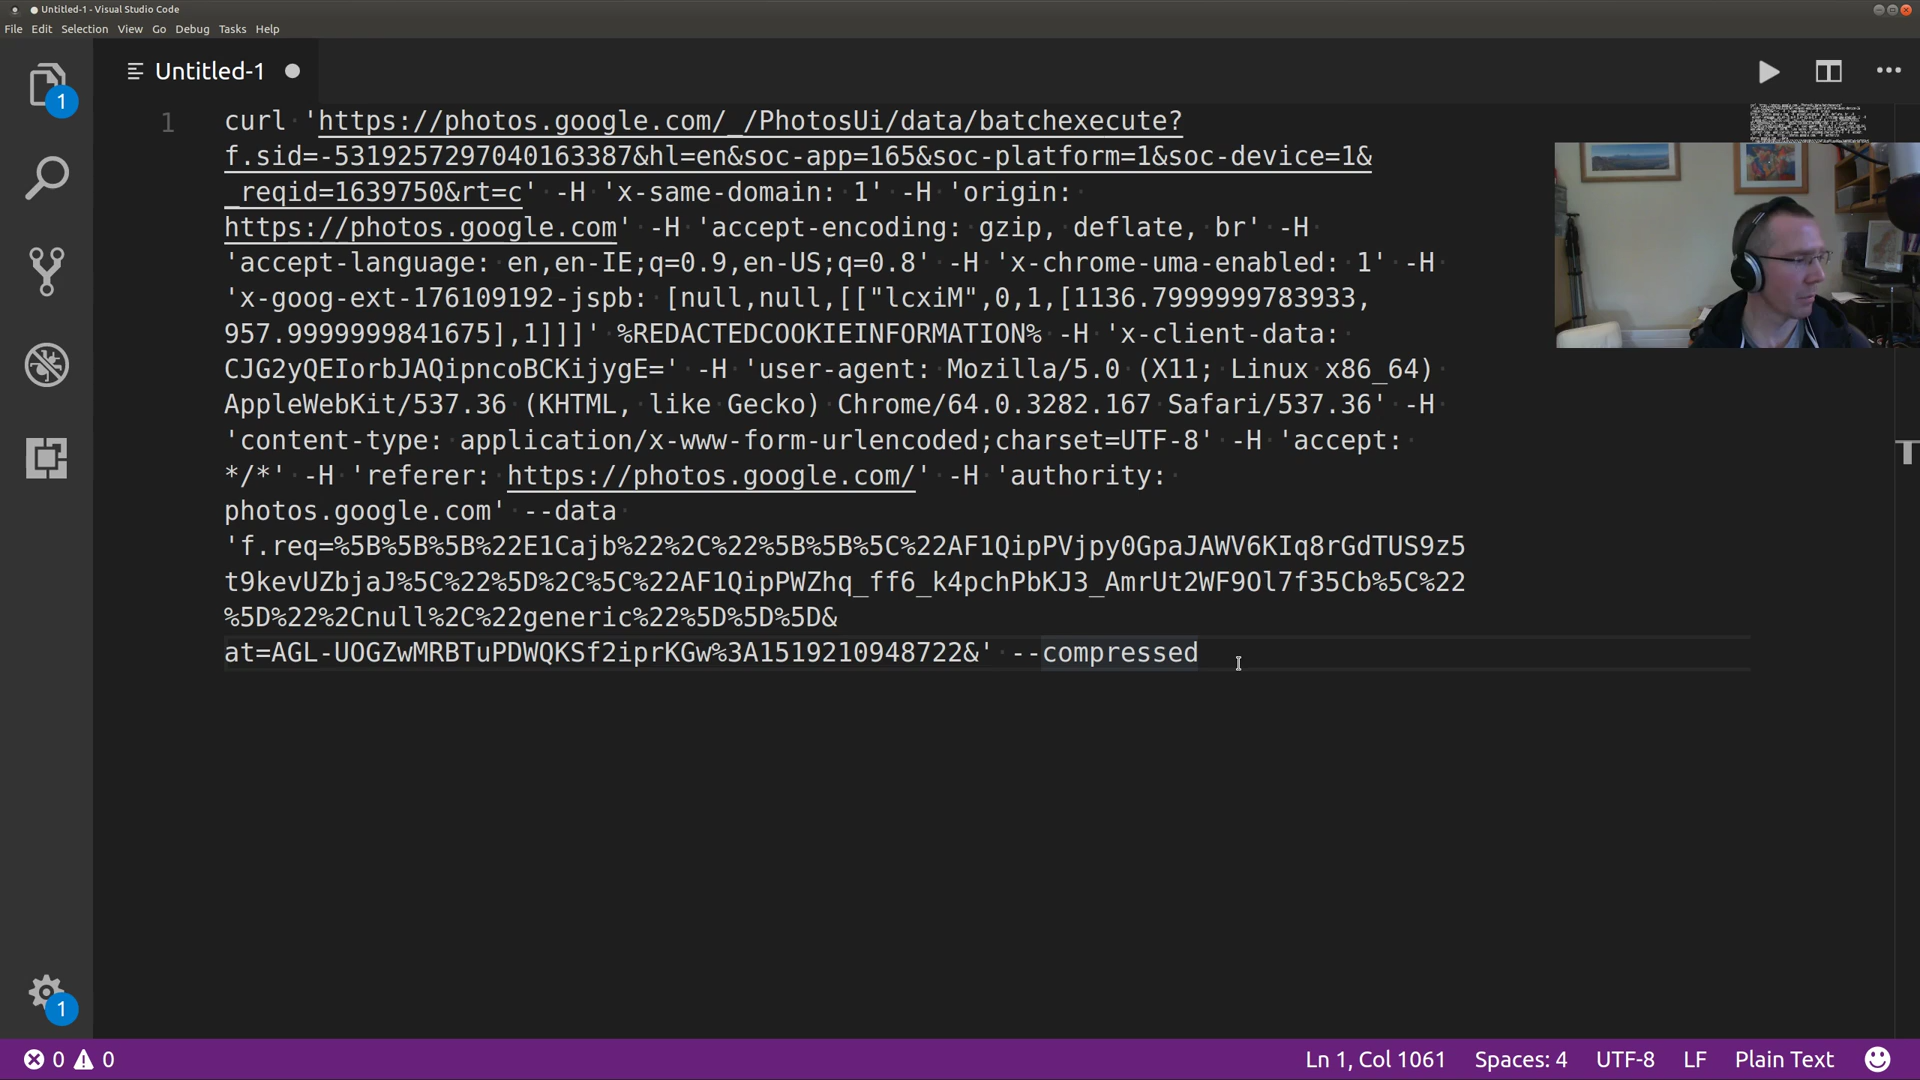 Untitled-1 - Visual Studio Code
File Edit Selection View Go Debug Tasks Help
Untitled-1
1
1 curl 'https://photos.google.com/_/PhotosUi/data/batchexecute?
f.sid=-5319257297040163387&hl=en&soc-app=165&soc-platform=1&soc-device=1&
_reqid=1639750&rt=c' -H 'x-same-domain: 1' -H 'origin:
https://photos.google.com' -H 'accept-encoding: gzip, deflate, br' -H
'accept-language: en,en-IE;q=0.9,en-US;q=0.8' -H 'x-chrome-uma-enabled: 1' -H
'x-goog-ext-176109192-jspb: [null,null,[["lcxiM",0,1,[1136.7999999783933,
957.9999999841675],1]]]' %REDACTEDCOOKIEINFORMATION% -H 'x-client-data:
CJG2yQEIorbJAQipncoBCKijygE=' -H 'user-agent: Mozilla/5.0 (X11; Linux x86_64)
AppleWebKit/537.36 (KHTML, like Gecko) Chrome/64.0.3282.167 Safari/537.36' -H
'content-type: application/x-www-form-urlencoded;charset=UTF-8' -H 'accept:
*/*' -H 'referer: https://photos.google.com/' -H 'authority:
photos.google.com' --data
'f.req=%5B%5B%5B%22E1Cajb%22%2C%22%5B%5B%5C%22AF1QipPVjpy0GpaJAWV6KIq8rGdTUS9z5
t9kevUZbjaJ%5C%22%5D%2C%5C%22AF1QipPWZhq_ff6_k4pchPbKJ3_AmrUt2WF9Ol7f35Cb%5C%22
%5D%22%2Cnull%2C%22generic%22%5D%5D%5D&
at=AGL-UOGZwMRBTuPDWQKSf2iprKGw%3A1519210948722&' --compressed
1
0 0 Ln 1, Col 1061 Spaces: 4 UTF-8 LF Plain Text